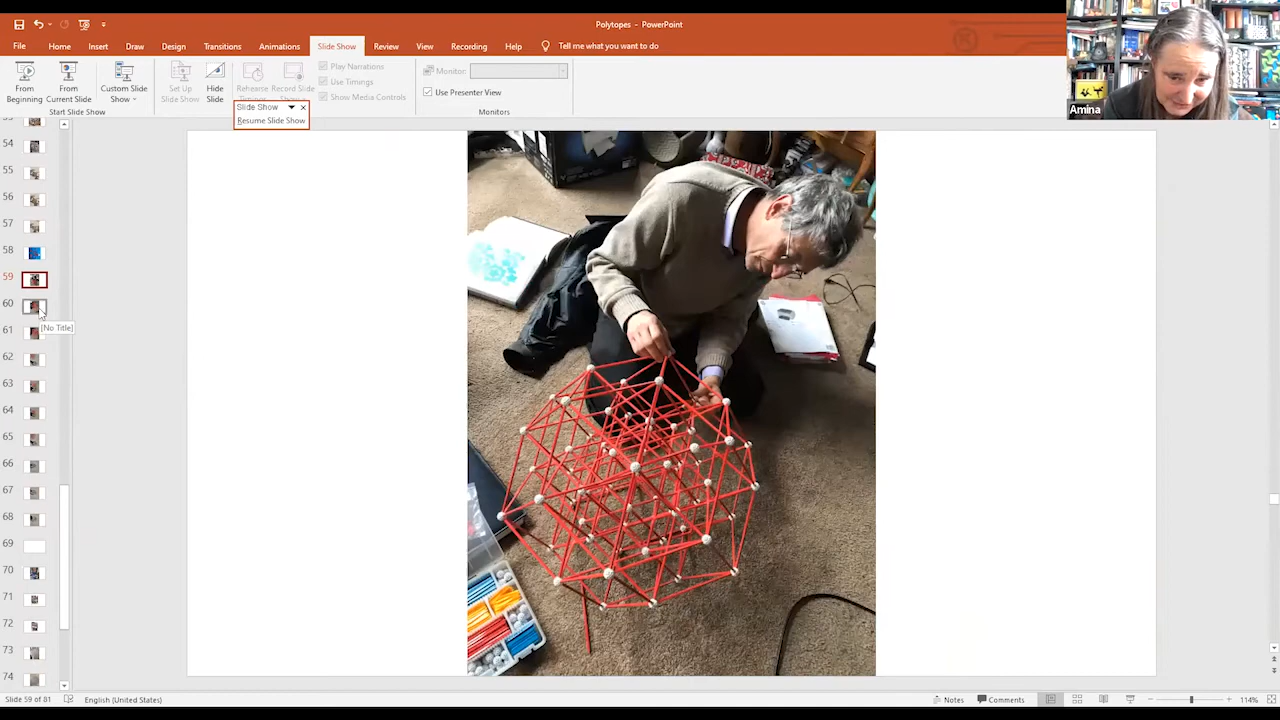 Polytopes - PowerPoint
File Home Insert Draw Design Transitions Animations Slide Show Review View Recording Help Tell me what you want to do
From Beginning
From Current Slide
Custom Slide Show
Set Up Slide Show
Hide Slide
Rehearse
Record Slide
Play Narrations
Use Timings
Show Media Controls
Monitor:
Use Presenter View
Start Slide Show
Monitors
Slide Show
Resume Slide Show
Amina
54
55
56
57
58
59
60
[No Title]
61
62
63
64
65
66
67
68
69
70
71
72
73
74
Slide 59 of 81 English (United States) Notes Comments 114%